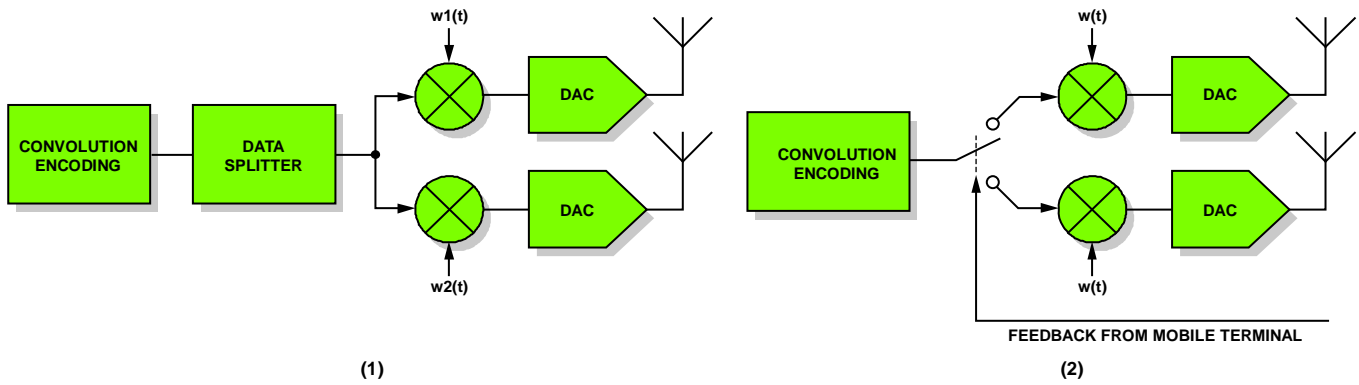 w1(t)
CONVOLUTION
ENCODING
DATA
SPLITTER
DAC
DAC
w2(t)
(1)
w(t)
CONVOLUTION
ENCODING
DAC
DAC
w(t)
FEEDBACK FROM MOBILE TERMINAL
(2)